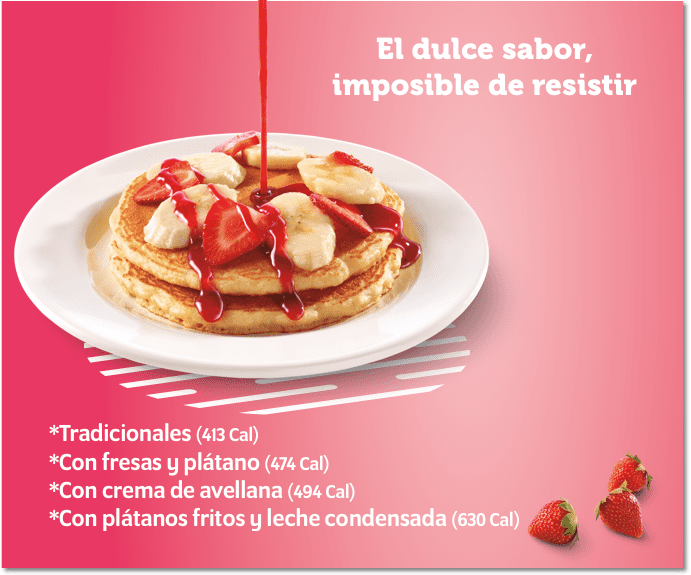 El dulce sabor,
imposible de resistir
*Tradicionales (413 Cal)
*Con fresas y plátano (474 Cal)
*Con crema de avellana (494 Cal)
*Con plátanos fritos y leche condensada (630 Cal)